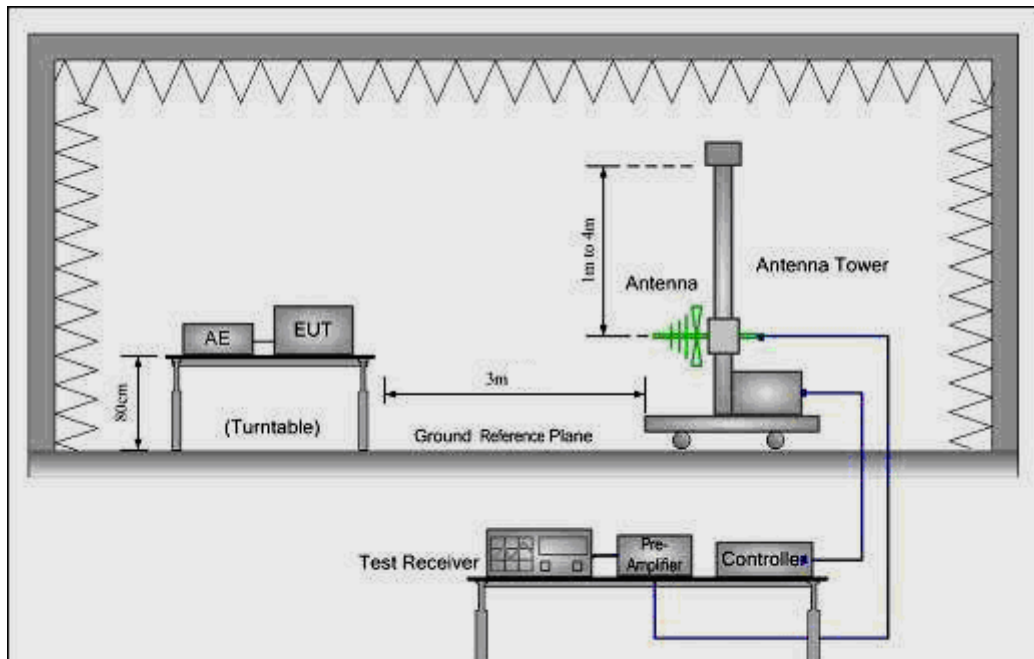 1m to 4m
Antenna
Antenna Tower
AE
EUT
80cm
3m
(Turntable)
Ground Reference Plane
Test Receiver
Pre-
Amplifier
Controller